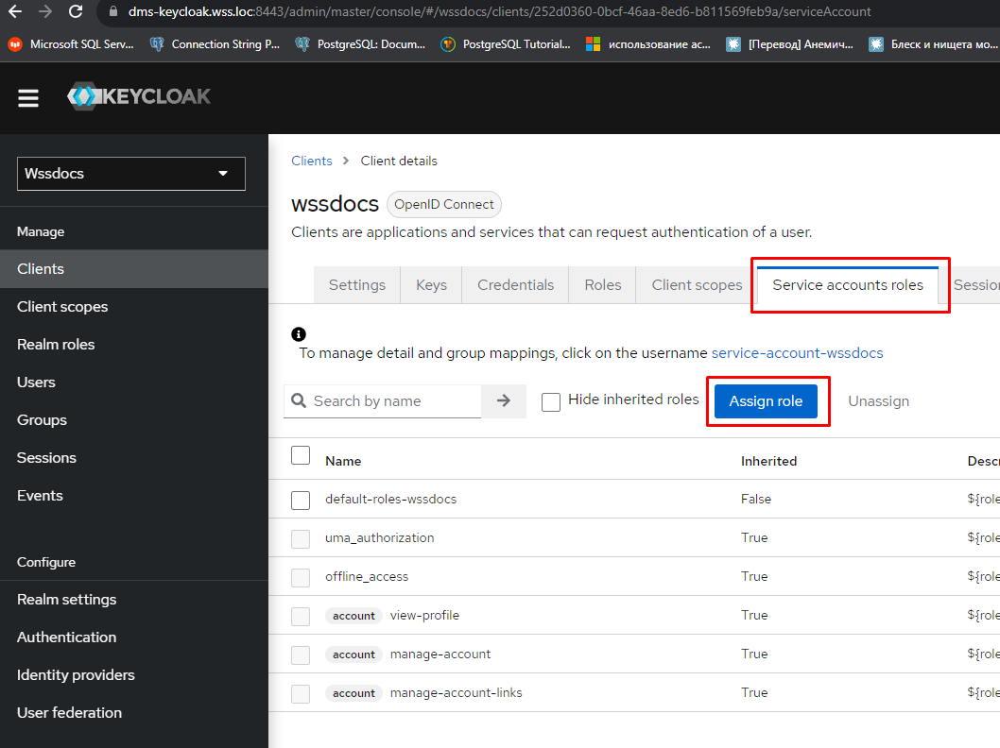 dms-keycloak.wss.loc:8443/admin/master/console/#/wssdocs/clients/252d0360-0bcf-46aa-8ed6-b811569feb9a/serviceAccount
Microsoft SQL Serv... Connection String P... PostgreSQL: Docum... PostgreSQL Tutorial... использование ас... [Перевод] Анемич... Блеск и нищета мо...
KEYCLOAK
Wssdocs
Manage
Clients
Client scopes
Realm roles
Users
Groups
Sessions
Events
Configure
Realm settings
Authentication
Identity providers
User federation
Clients > Client details
wssdocs OpenID Connect
Clients are applications and services that can request authentication of a user.
Settings Keys Credentials Roles Client scopes Service accounts roles Session
To manage detail and group mappings, click on the username service-account-wssdocs
Search by name Hide inherited roles Assign role Unassign
Name Inherited Descr
default-roles-wssdocs False ${role
uma_authorization True ${role
offline_access True ${role
account view-profile True ${role
account manage-account True ${role
account manage-account-links True ${role